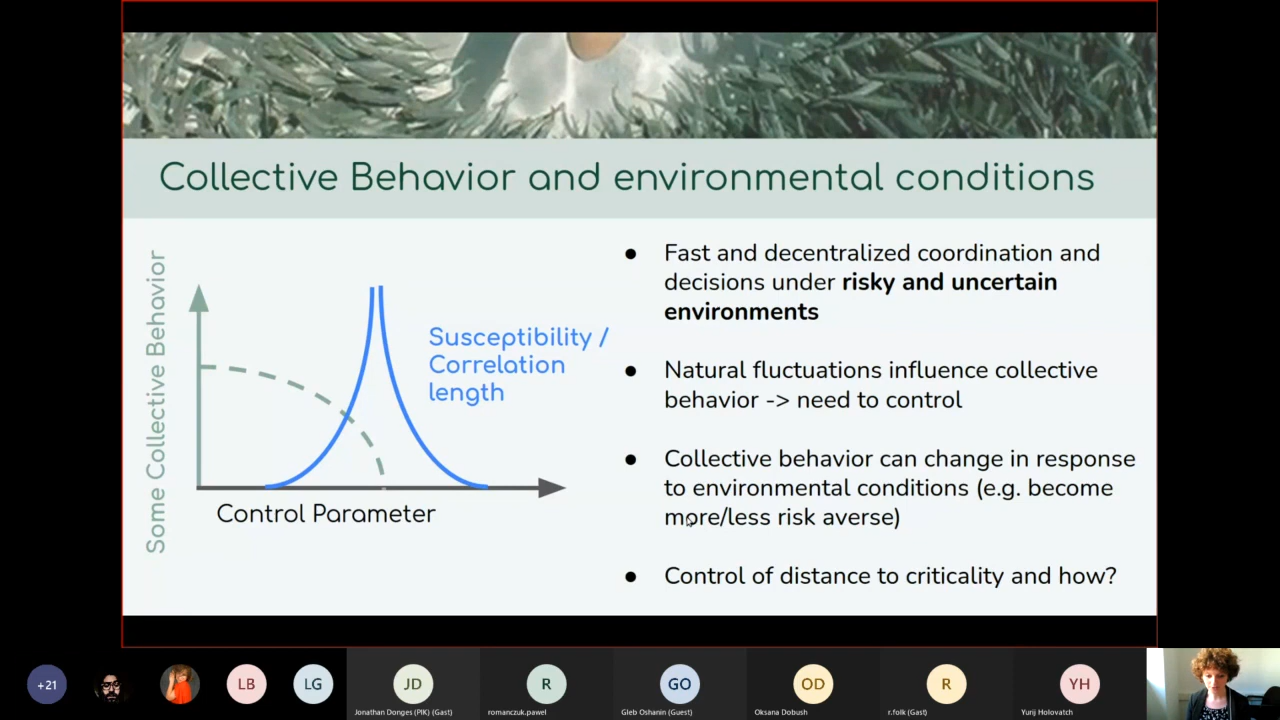 Collective Behavior and environmental conditions
Some Collective Behavior
Susceptibility /
Correlation
length
Control Parameter
● Fast and decentralized coordination and
decisions under risky and uncertain
environments
● Natural fluctuations influence collective
behavior -> need to control
● Collective behavior can change in response
to environmental conditions (e.g. become
more/less risk averse)
● Control of distance to criticality and how?
+21
LB
LG
JD
R
GO
OD
R
YH
Jonathan Donges (PIK) (Gast)
romanczuk.pawel
Gleb Oshanin (Guest)
Oksana Dobush
r.folk (Gast)
Yurij Holovatch